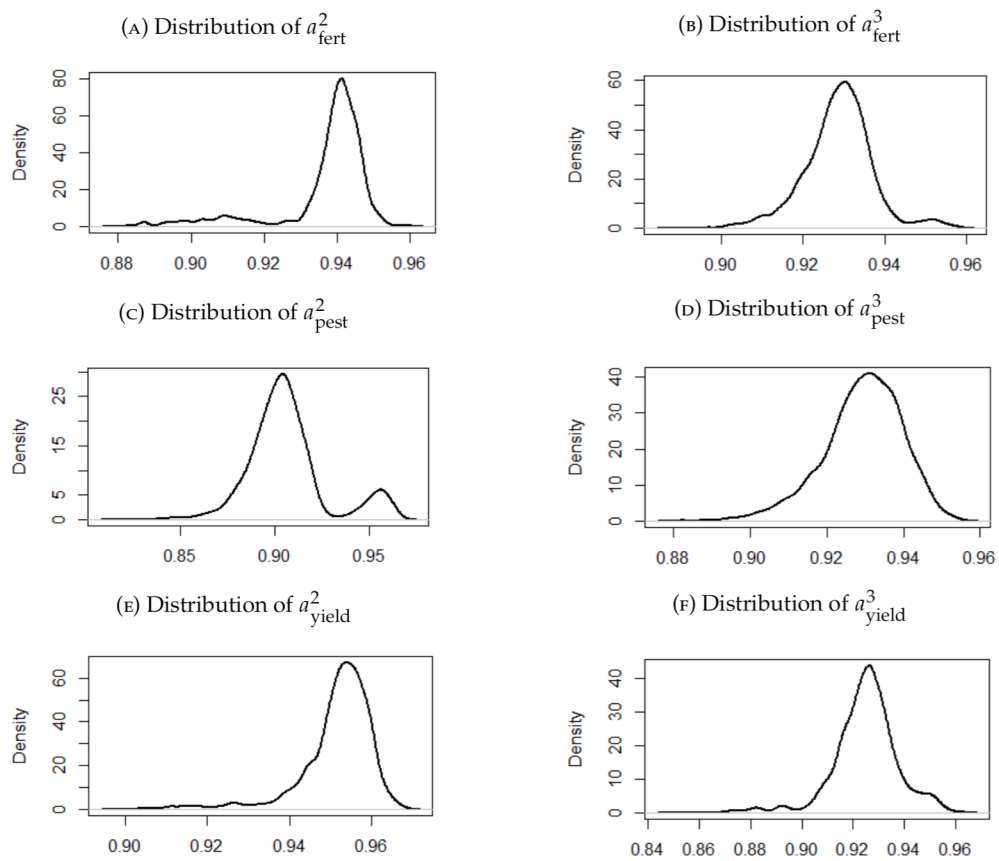 (A) Distribution of a²fert
(B) Distribution of a³fert
Density
0 20 40 60 80
0.88 0.90 0.92 0.94 0.96
Density
0 20 40 60
0.90 0.92 0.94 0.96
(C) Distribution of a²pest
(D) Distribution of a³pest
Density
0 5 15 25
0.85 0.90 0.95
Density
0 10 20 30 40
0.88 0.90 0.92 0.94 0.96
(E) Distribution of a²yield
(F) Distribution of a³yield
Density
0 20 40 60
0.90 0.92 0.94 0.96
Density
0 10 20 30 40
0.84 0.86 0.88 0.90 0.92 0.94 0.96